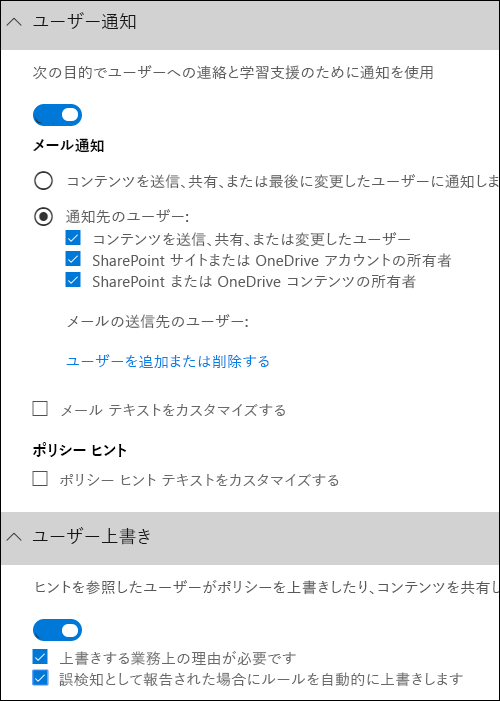 ユーザー通知
次の目的でユーザーへの連絡と学習支援のために通知を使用
メール通知
コンテンツを送信、共有、または最後に変更したユーザーに通知しま
通知先のユーザー:
コンテンツを送信、共有、または変更したユーザー
SharePoint サイトまたは OneDrive アカウントの所有者
SharePoint または OneDrive コンテンツの所有者
メールの送信先のユーザー:
ユーザーを追加または削除する
メール テキストをカスタマイズする
ポリシー ヒント
ポリシー ヒント テキストをカスタマイズする
ユーザー上書き
ヒントを参照したユーザーがポリシーを上書きしたり、コンテンツを共有し
上書きする業務上の理由が必要です
誤検知として報告された場合にルールを自動的に上書きします